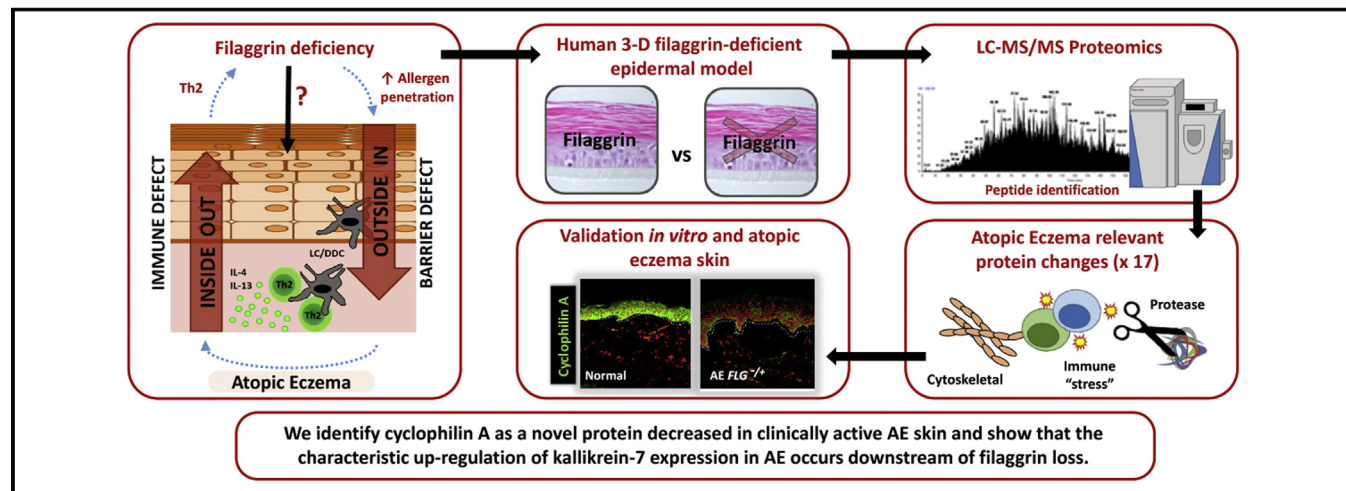 Filaggrin deficiency
Th2
?
↑ Allergen
penetration
IMMUNE DEFECT
INSIDE OUT
OUTSIDE IN
BARRIER DEFECT
LC/DDC
IL-4
IL-13
Th2
Th2
Atopic Eczema
Human 3-D filaggrin-deficient
epidermal model
Filaggrin
vs
Filaggrin
LC-MS/MS Proteomics
Peptide identification
Atopic Eczema relevant
protein changes (x 17)
Protease
Cytoskeletal
Immune
“stress”
Validation in vitro and atopic
eczema skin
Cyclophilin A
Normal
AE FLG-/+
We identify cyclophilin A as a novel protein decreased in clinically active AE skin and show that the
characteristic up-regulation of kallikrein-7 expression in AE occurs downstream of filaggrin loss.